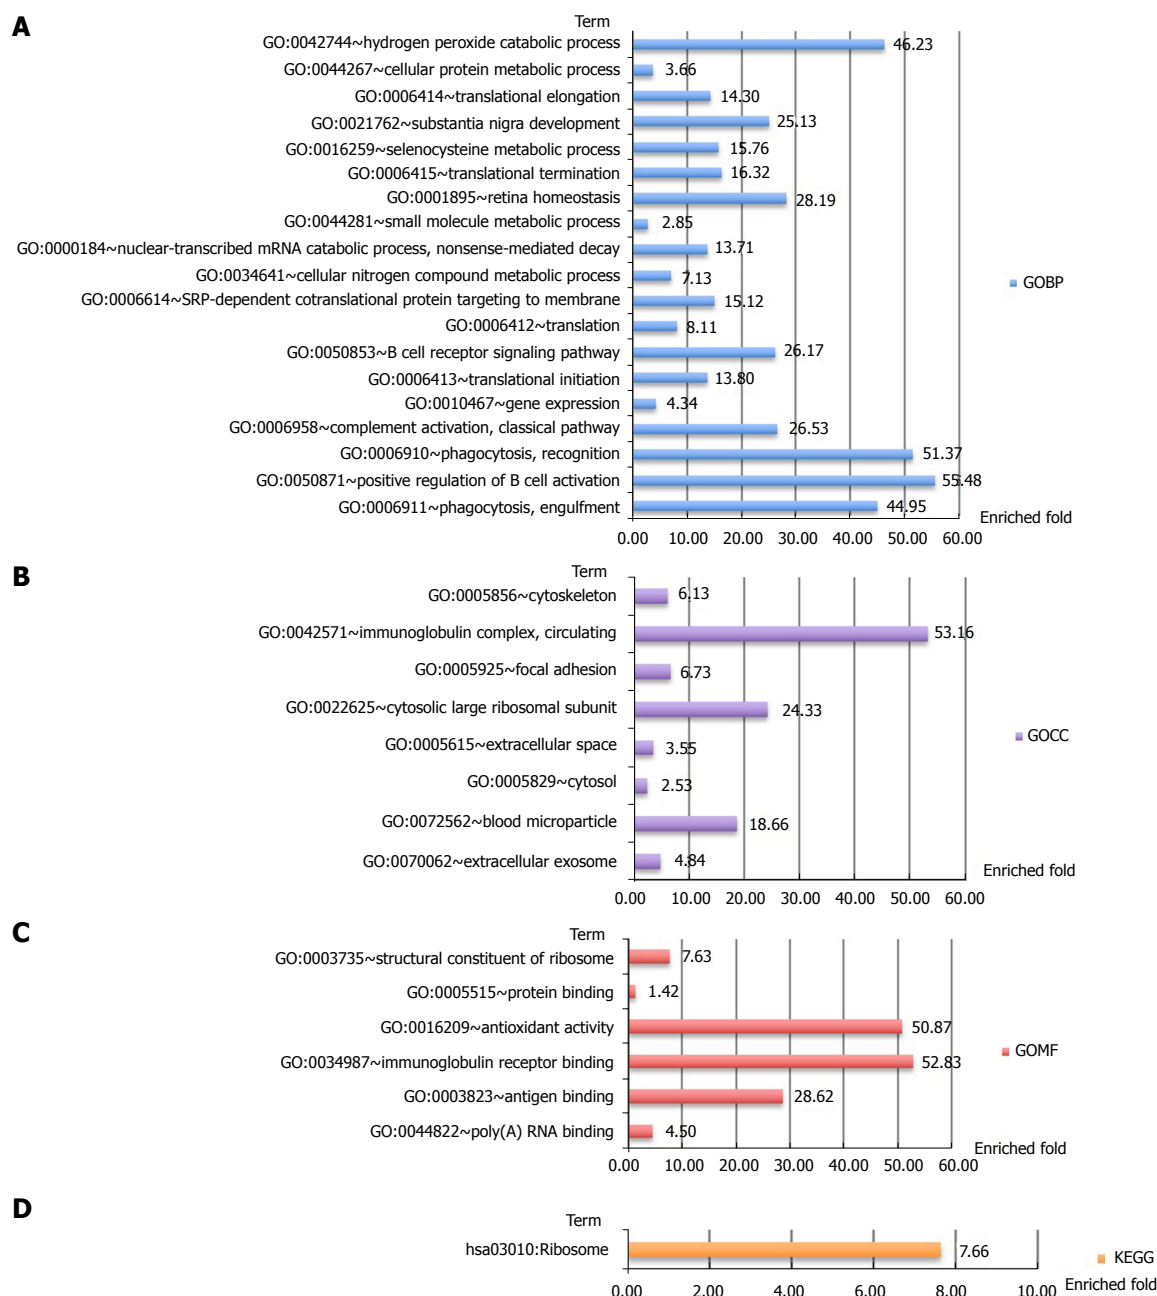 A
Term
GO:0042744~hydrogen peroxide catabolic process 46.23
GO:0044267~cellular protein metabolic process 3.66
GO:0006414~translational elongation 14.30
GO:0021762~substantia nigra development 25.13
GO:0016259~selenocysteine metabolic process 15.76
GO:0006415~translational termination 16.32
GO:0001895~retina homeostasis 28.19
GO:0044281~small molecule metabolic process 2.85
GO:0000184~nuclear-transcribed mRNA catabolic process, nonsense-mediated decay 13.71
GO:0034641~cellular nitrogen compound metabolic process 7.13
GOBP
GO:0006614~SRP-dependent cotranslational protein targeting to membrane 15.12
GO:0006412~translation 8.11
GO:0050853~B cell receptor signaling pathway 26.17
GO:0006413~translational initiation 13.80
GO:0010467~gene expression 4.34
GO:0006958~complement activation, classical pathway 26.53
GO:0006910~phagocytosis, recognition 51.37
GO:0050871~positive regulation of B cell activation 55.48
GO:0006911~phagocytosis, engulfment 44.95
Enriched fold
0.00 10.00 20.00 30.00 40.00 50.00 60.00
B
Term
GO:0005856~cytoskeleton 6.13
GO:0042571~immunoglobulin complex, circulating 53.16
GO:0005925~focal adhesion 6.73
GO:0022625~cytosolic large ribosomal subunit 24.33
GOCC
GO:0005615~extracellular space 3.55
GO:0005829~cytosol 2.53
GO:0072562~blood microparticle 18.66
GO:0070062~extracellular exosome 4.84
Enriched fold
0.00 10.00 20.00 30.00 40.00 50.00 60.00
C
Term
GO:0003735~structural constituent of ribosome 7.63
GO:0005515~protein binding 1.42
GO:0016209~antioxidant activity 50.87
GOMF
GO:0034987~immunoglobulin receptor binding 52.83
GO:0003823~antigen binding 28.62
GO:0044822~poly(A) RNA binding 4.50
Enriched fold
0.00 10.00 20.00 30.00 40.00 50.00 60.00
D
Term
hsa03010:Ribosome 7.66
KEGG
0.00 2.00 4.00 6.00 8.00 10.00 Enriched fold